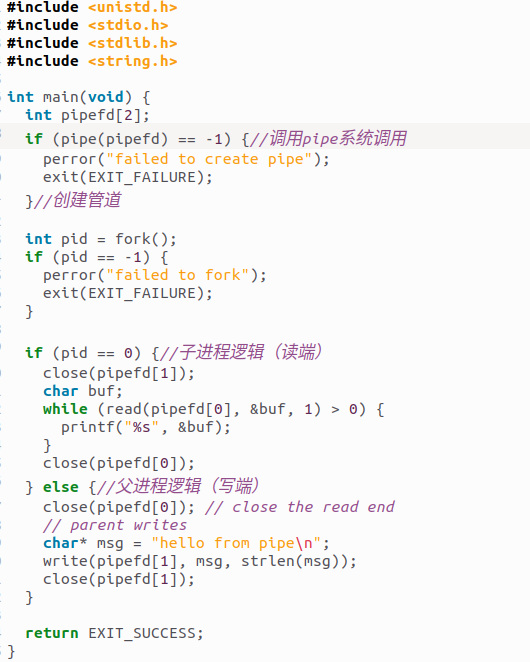 #include <unistd.h>
#include <stdio.h>
#include <stdlib.h>
#include <string.h>
int main(void) {
  int pipefd[2];
  if (pipe(pipefd) == -1) {//调用pipe系统调用
    perror("failed to create pipe");
    exit(EXIT_FAILURE);
  }//创建管道
  int pid = fork();
  if (pid == -1) {
    perror("failed to fork");
    exit(EXIT_FAILURE);
  }
  if (pid == 0) {//子进程逻辑（读端）
    close(pipefd[1]);
    char buf;
    while (read(pipefd[0], &buf, 1) > 0) {
      printf("%s", &buf);
    }
    close(pipefd[0]);
  } else {//父进程逻辑（写端）
    close(pipefd[0]); // close the read end
    // parent writes
    char* msg = "hello from pipe\n";
    write(pipefd[1], msg, strlen(msg));
    close(pipefd[1]);
  }
  return EXIT_SUCCESS;
}